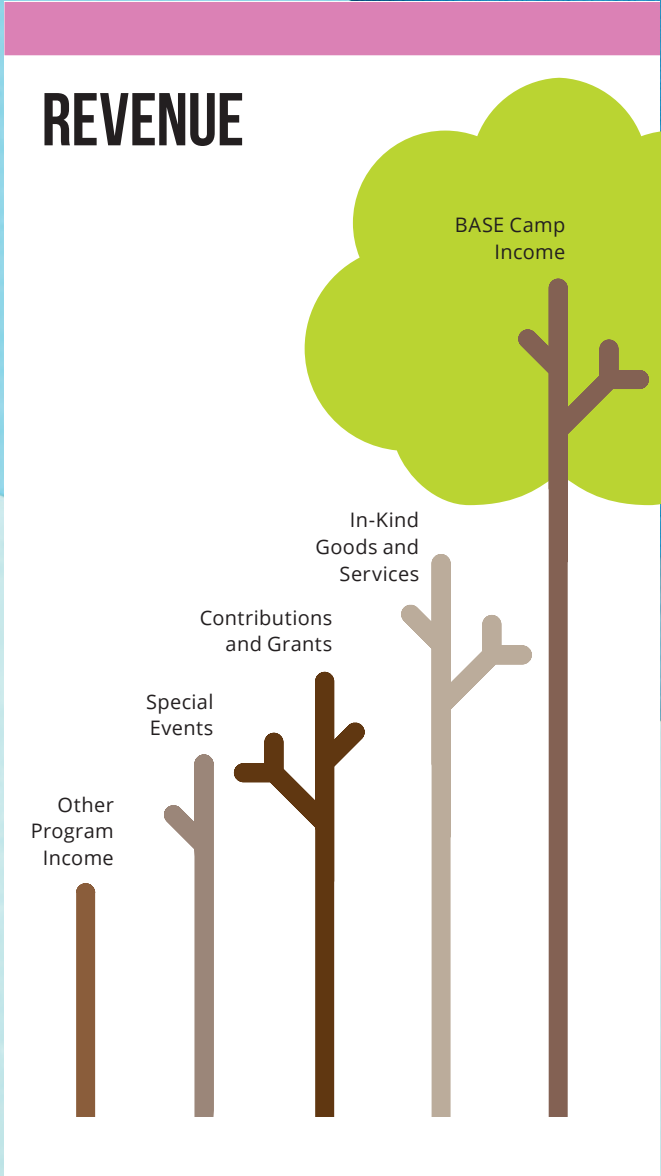 REVENUE
BASE Camp
Income
In-Kind
Goods and
Services
Contributions
and Grants
Special
Events
Other
Program
Income